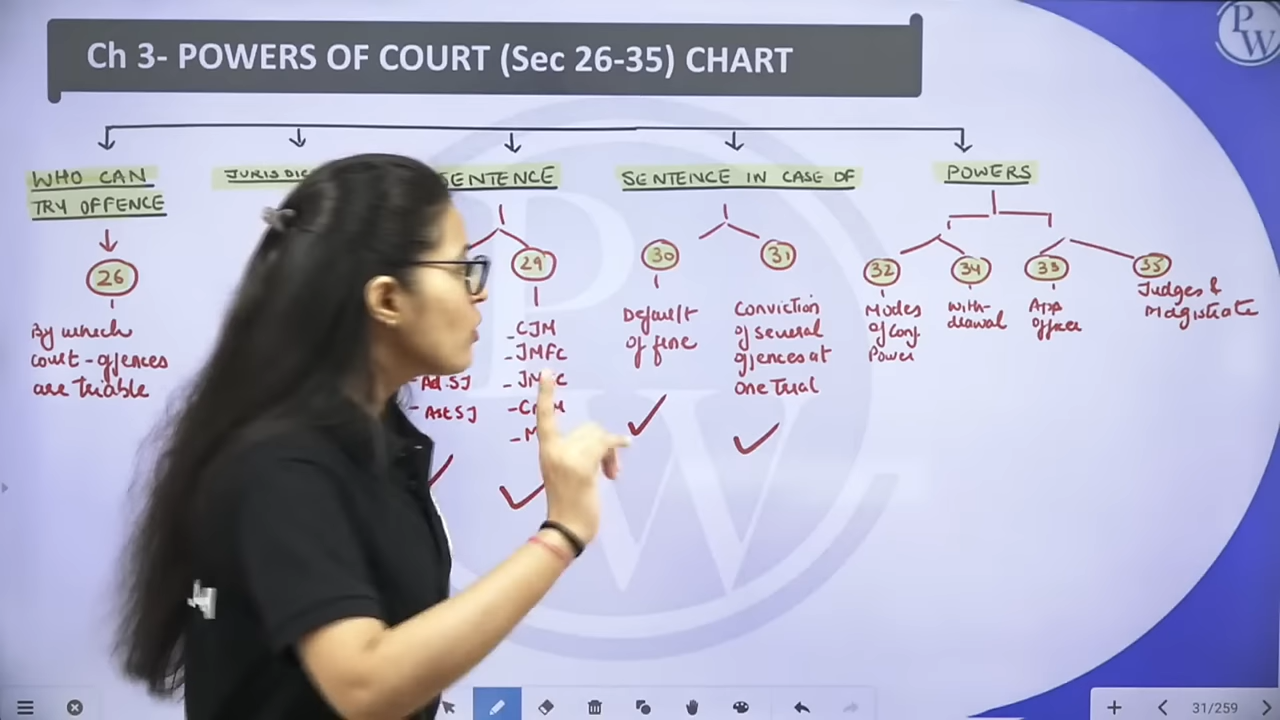 Ch 3- POWERS OF COURT (Sec 26-35) CHART
PW
WHO CAN
TRY OFFENCE
26
By which
court-offences
are triable
SENTENCE
29
-CJM
-JMFC
- Ad.SJ
- AstSJ
SENTENCE IN CASE OF
30
Default
of fine
31
Conviction
of several
offences at
one Trial
POWERS
32
Modes
of Conf
Power
34
With-
drawal
33
officer
35
Judges &
Magistrate
31/259